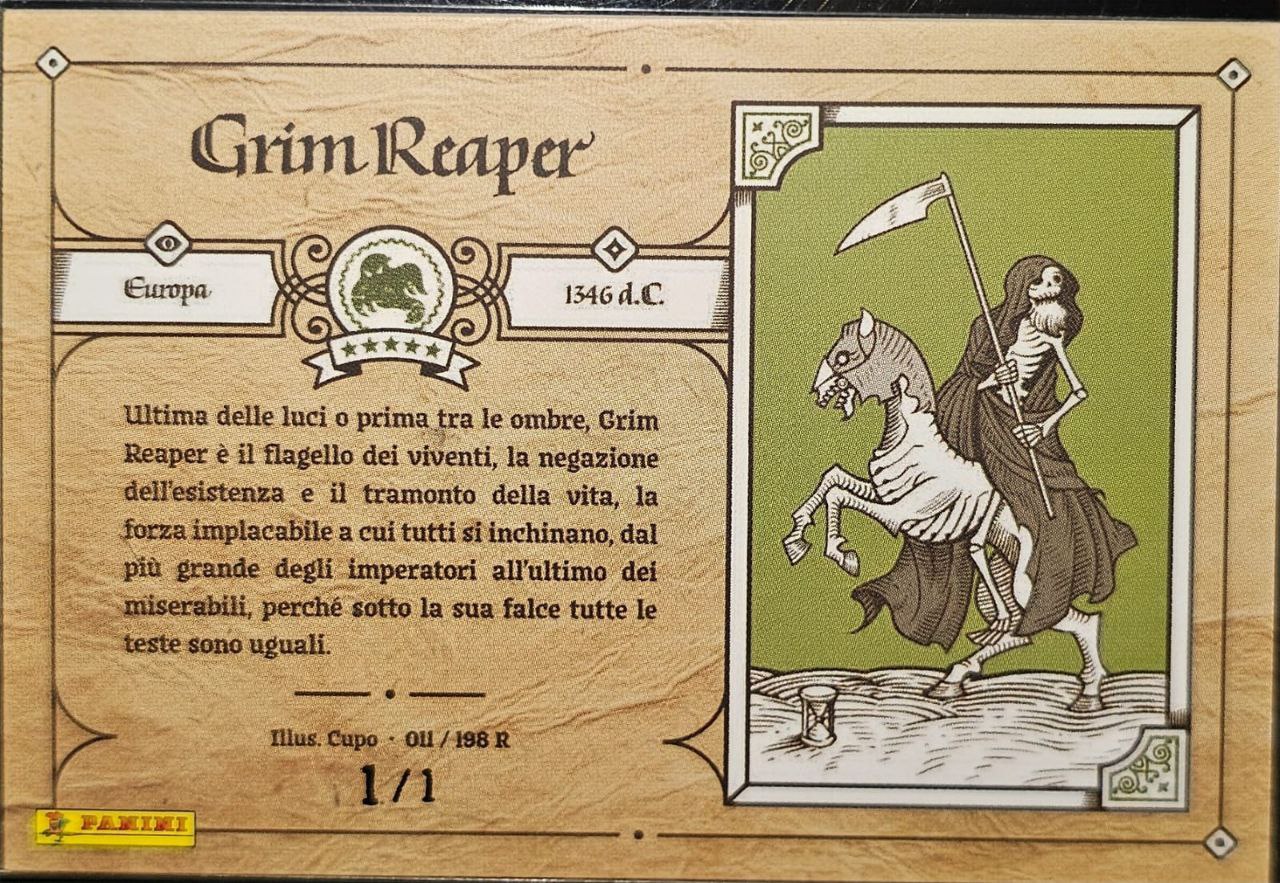 Grim Reaper
Europa
1346 d.C.
Ultima delle luci o prima tra le ombre, Grim
Reaper è il flagello dei viventi, la negazione
dell'esistenza e il tramonto della vita, la
forza implacabile a cui tutti si inchinano, dal
più grande degli imperatori all'ultimo dei
miserabili, perché sotto la sua falce tutte le
teste sono uguali.
Illus. Cupo · 011 / 198 R
1/1
PANINI